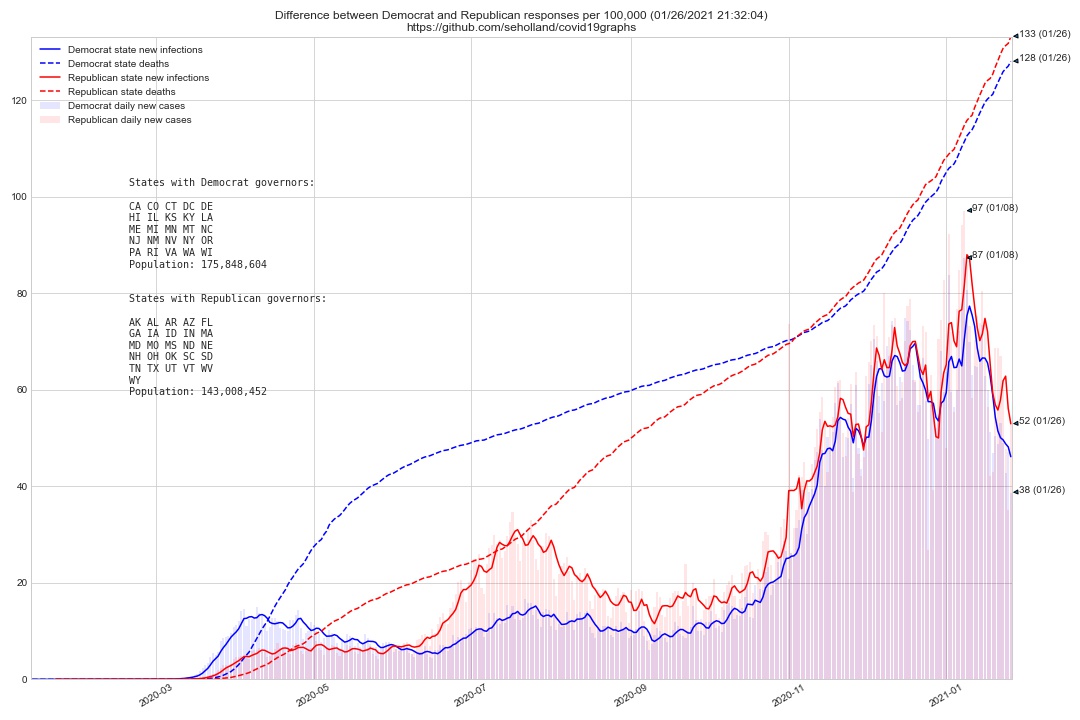 Difference between Democrat and Republican responses per 100,000 (01/26/2021 21:32:04)
https://github.com/seholland/covid19graphs
Democrat state new infections
Democrat state deaths
Republican state new infections
Republican state deaths
Democrat daily new cases
Republican daily new cases
133 (01/26)
128 (01/26)
97 (01/08)
87 (01/08)
52 (01/26)
38 (01/26)
States with Democrat governors:
CA CO CT DC DE
HI IL KS KY LA
ME MI MN MT NC
NJ NM NV NY OR
PA RI VA WA WI
Population: 175,848,604
States with Republican governors:
AK AL AR AZ FL
GA IA ID IN MA
MD MO MS ND NE
NH OH OK SC SD
TN TX UT VT WV
WY
Population: 143,008,452
120
100
80
60
40
20
0
2020-03
2020-05
2020-07
2020-09
2020-11
2021-01